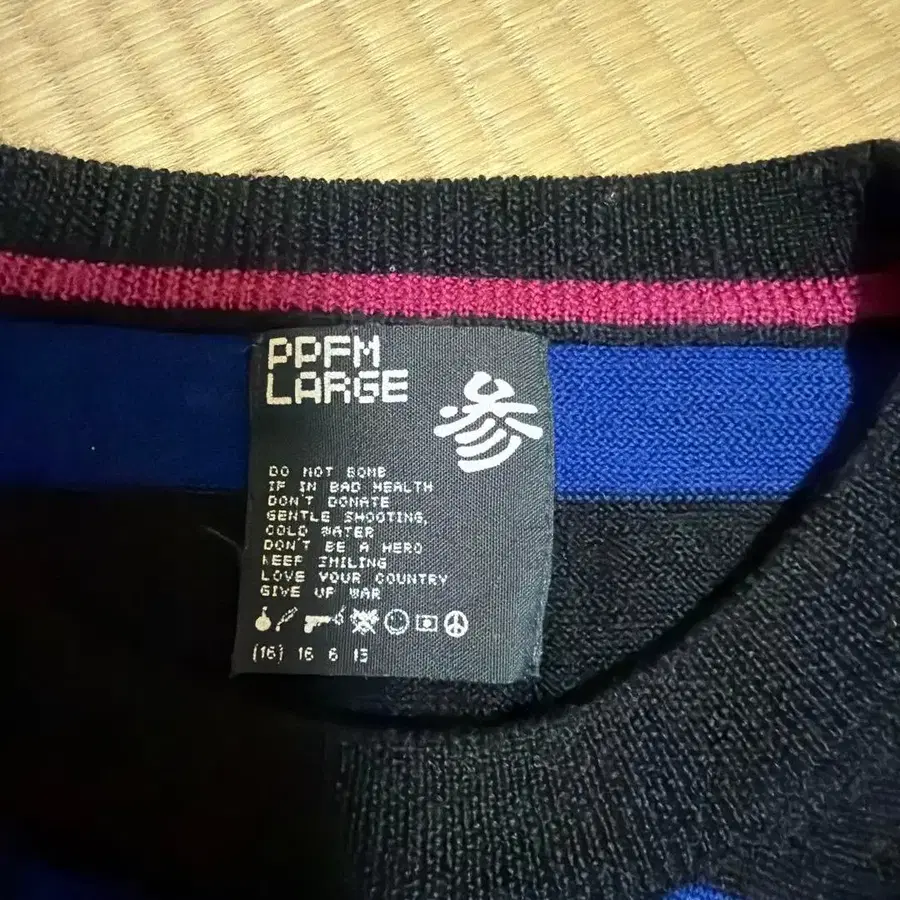 PPFM
LARGE
参
DO NOT BOMB
IF IN BAD HEALTH
DON'T DONATE
GENTLE SHOOTING,
COLD WATER
DON'T BE A HERO
KEEP SMILING
LOVE YOUR COUNTRY
GIVE UP WAR
(16) 16 6 13